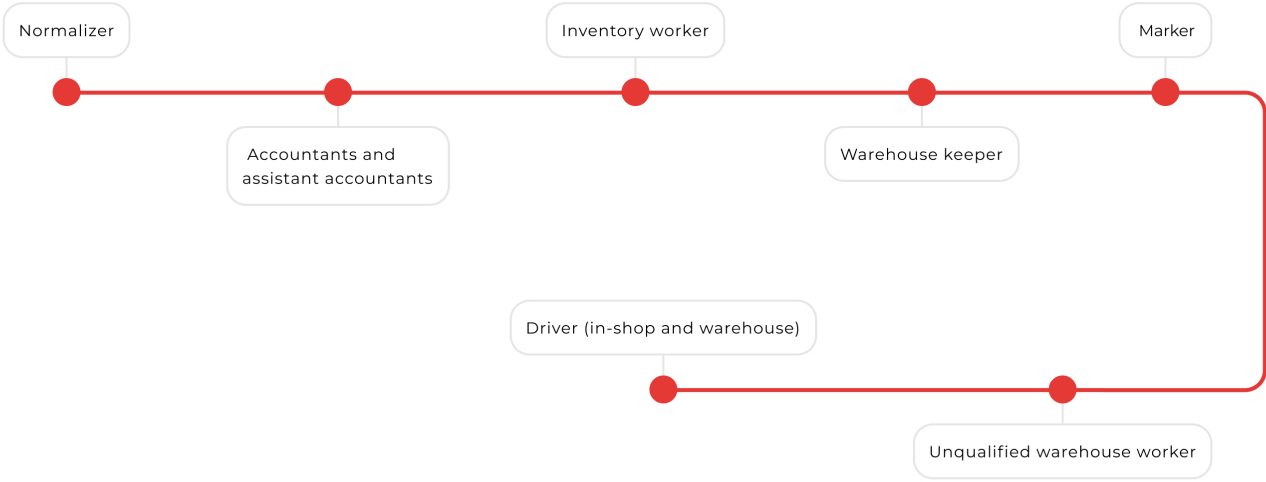 Normalizer
Inventory worker
Marker
Accountants and
assistant accountants
Warehouse keeper
Driver (in-shop and warehouse)
Unqualified warehouse worker